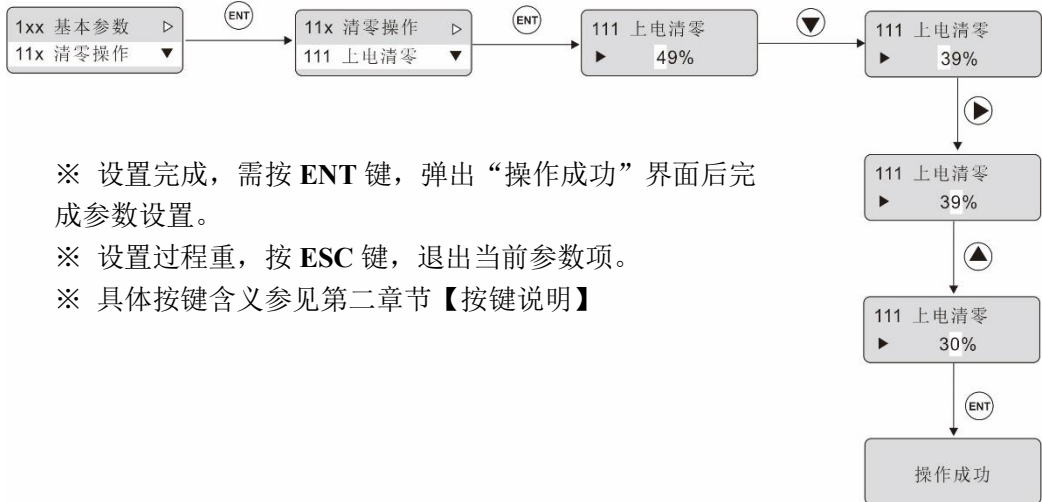 1xx 基本参数 ▷
11x 清零操作 ▼
ENT
11x 清零操作 ▷
111 上电清零 ▼
ENT
111 上电清零
▶ 49%
▼
111 上电清零
▶ 39%
▶
111 上电清零
▶ 39%
▲
111 上电清零
▶ 30%
ENT
操作成功
※ 设置完成，需按 ENT 键，弹出“操作成功”界面后完
成参数设置。
※ 设置过程重，按 ESC 键，退出当前参数项。
※ 具体按键含义参见第二章节【按键说明】